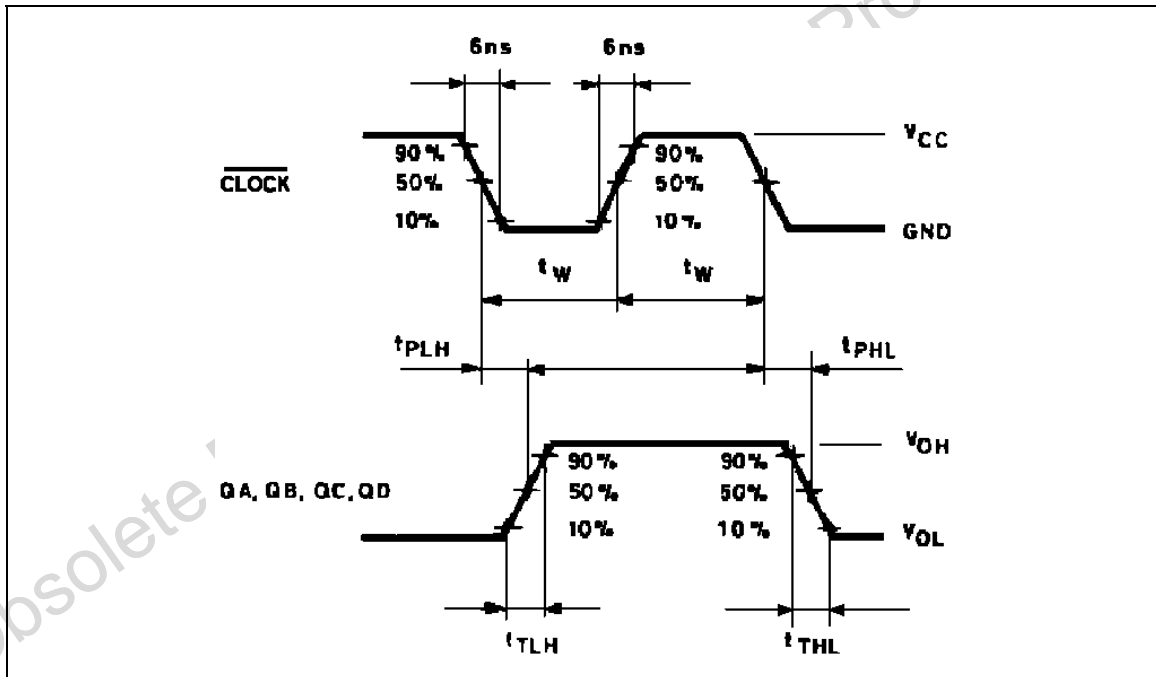 6ns 6ns
VCC
90% 90%
CLOCK 50% 50%
10% 10%
GND
tW tW
tPLH tPHL
VOH
90% 90%
QA, QB, QC, QD 50% 50%
10% 10%
VOL
tTLH tTHL
Obsolete